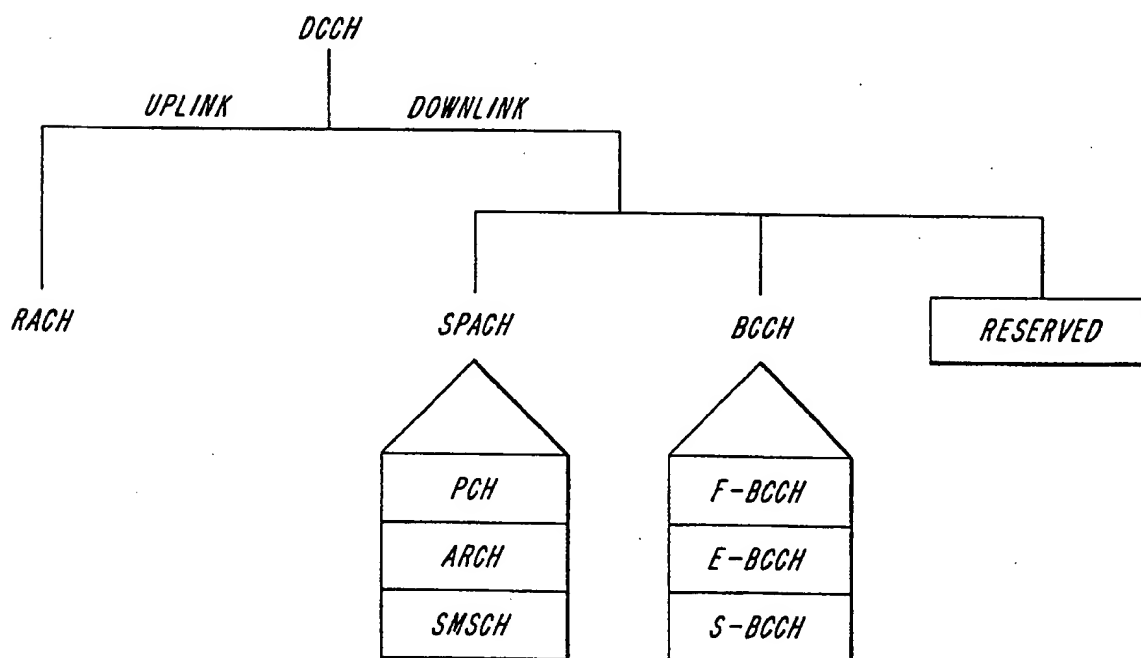 DCCH
UPLINK DOWNLINK
RACH SPACH BCCH RESERVED
PCH F-BCCH
ARCH E-BCCH
SMSCH S-BCCH